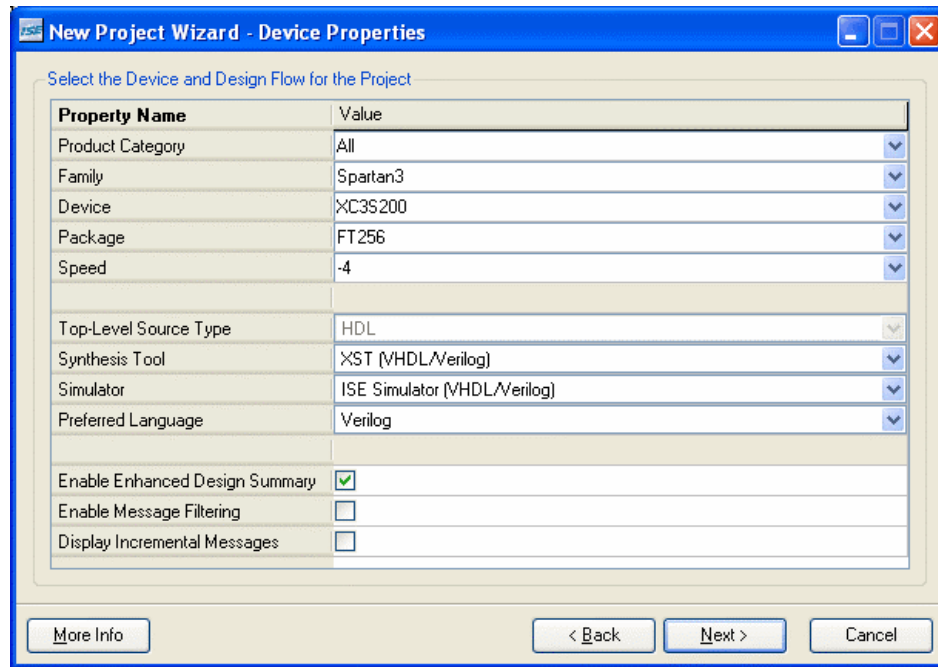 ISE New Project Wizard - Device Properties
Select the Device and Design Flow for the Project
Property Name Value
Product Category All
Family Spartan3
Device XC3S200
Package FT256
Speed -4
Top-Level Source Type HDL
Synthesis Tool XST (VHDL/Verilog)
Simulator ISE Simulator (VHDL/Verilog)
Preferred Language Verilog
Enable Enhanced Design Summary
Enable Message Filtering
Display Incremental Messages
More Info < Back Next > Cancel